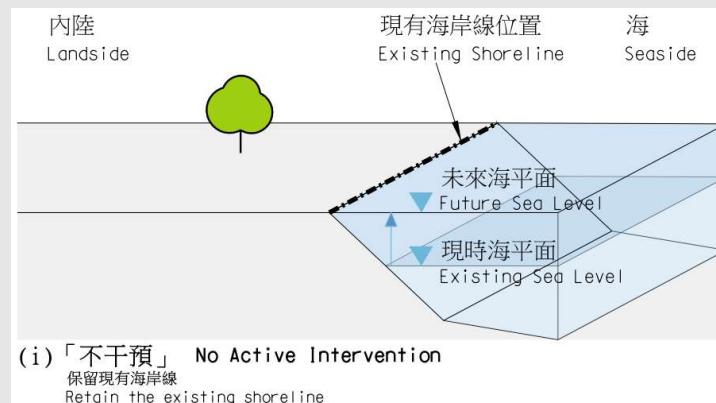 內陸
Landside
現有海岸線位置
Existing Shoreline
海
Seaside
未來海平面
Future Sea Level
現時海平面
Existing Sea Level
(i)「不干預」 No Active Intervention
保留現有海岸線
Retain the existing shoreline